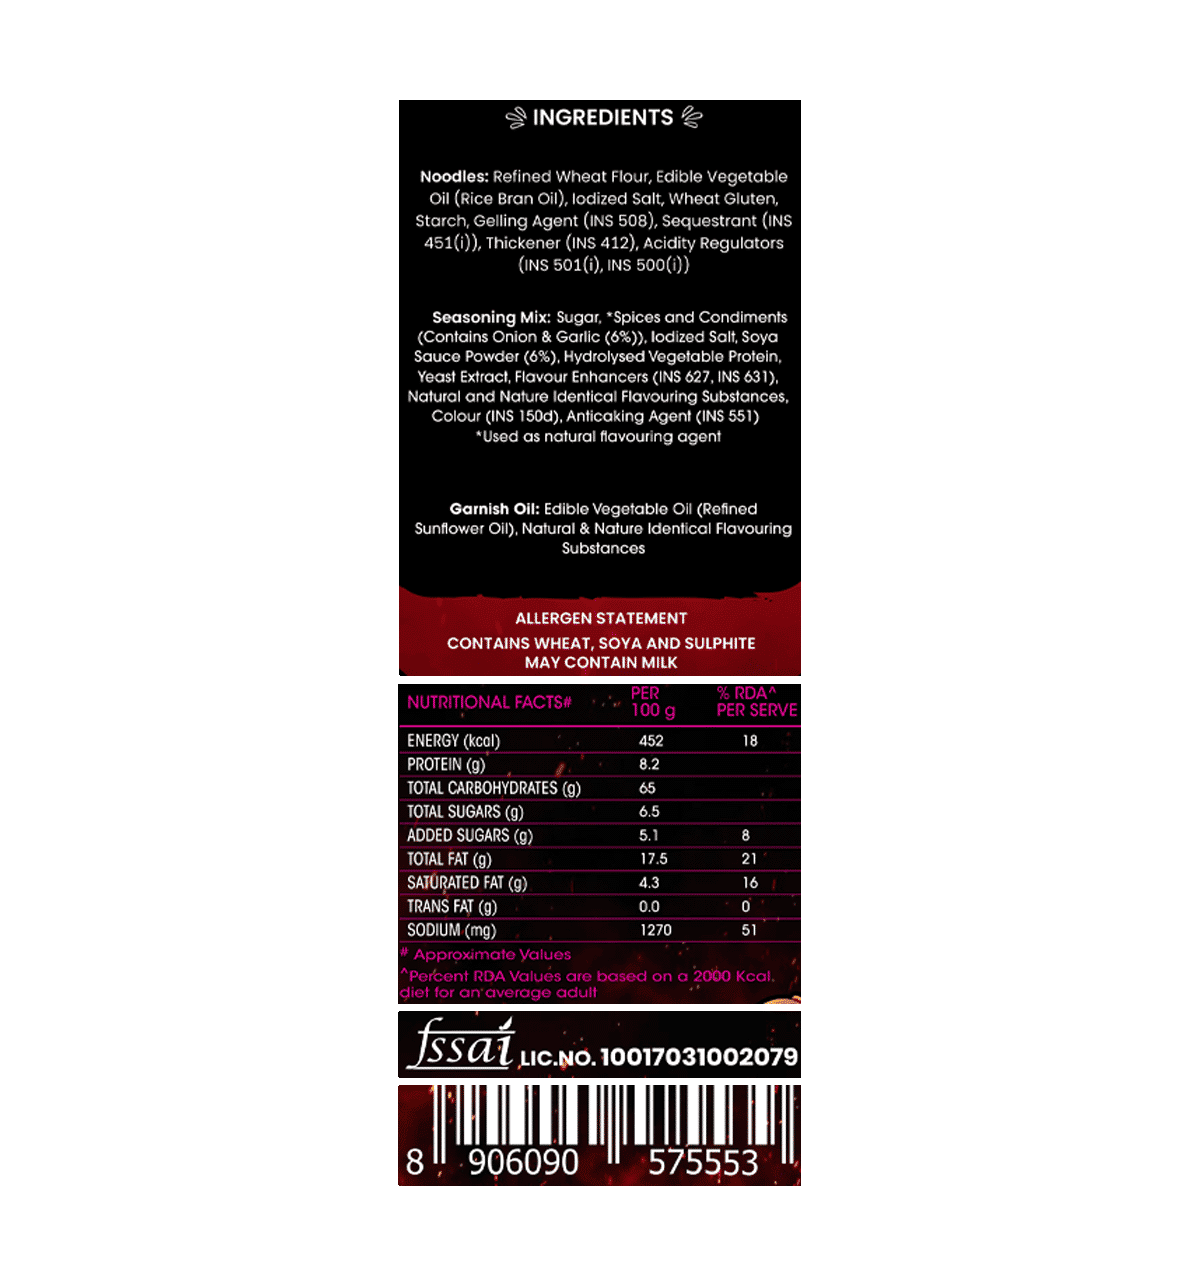 INGREDIENTS
Noodles: Refined Wheat Flour, Edible Vegetable
Oil (Rice Bran Oil), Iodized Salt, Wheat Gluten,
Starch, Gelling Agent (INS 508), Sequestrant (INS
451(i)), Thickener (INS 412), Acidity Regulators
(INS 501(i), INS 500(i))
Seasoning Mix: Sugar, *Spices and Condiments
(Contains Onion & Garlic (6%)), Iodized Salt, Soya
Sauce Powder (6%), Hydrolysed Vegetable Protein,
Yeast Extract, Flavour Enhancers (INS 627, INS 631),
Natural and Nature Identical Flavouring Substances,
Colour (INS 150d), Anticaking Agent (INS 551)
*Used as natural flavouring agent
Garnish Oil: Edible Vegetable Oil (Refined
Sunflower Oil), Natural & Nature Identical Flavouring
Substances
ALLERGEN STATEMENT
CONTAINS WHEAT, SOYA AND SULPHITE
MAY CONTAIN MILK
NUTRITIONAL FACTS# PER 100 g % RDA^ PER SERVE
ENERGY (kcal) 452 18
PROTEIN (g) 8.2
TOTAL CARBOHYDRATES (g) 65
TOTAL SUGARS (g) 6.5
ADDED SUGARS (g) 5.1 8
TOTAL FAT (g) 17.5 21
SATURATED FAT (g) 4.3 16
TRANS FAT (g) 0.0 0
SODIUM (mg) 1270 51
# Approximate Values
^Percent RDA Values are based on a 2000 Kcal.
diet for an average adult
fssai LIC.NO. 10017031002079
8 906090 575553